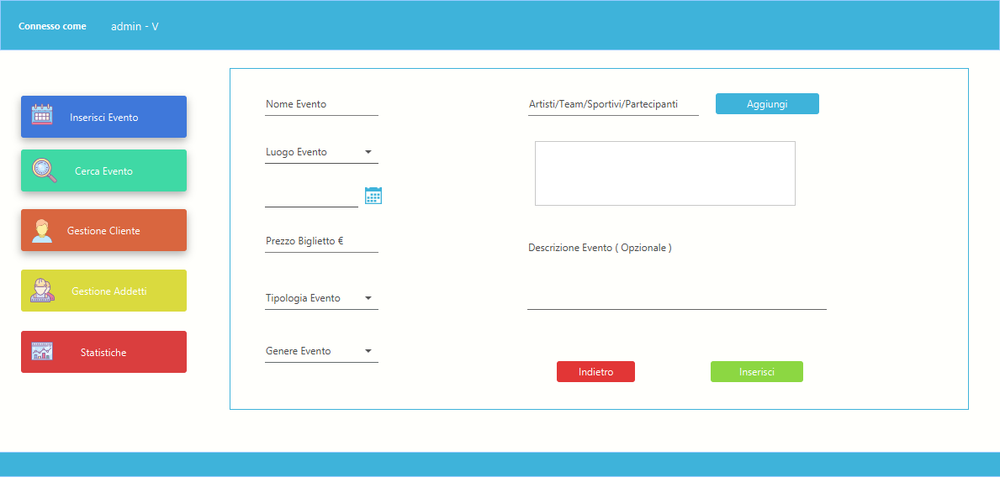 Connesso come admin - V
Inserisci Evento
Cerca Evento
Gestione Cliente
Gestione Addetti
Statistiche
Nome Evento
Luogo Evento
Prezzo Biglietto €
Tipologia Evento
Genere Evento
Artisti/Team/Sportivi/Partecipanti
Aggiungi
Descrizione Evento ( Opzionale )
Indietro
Inserisci